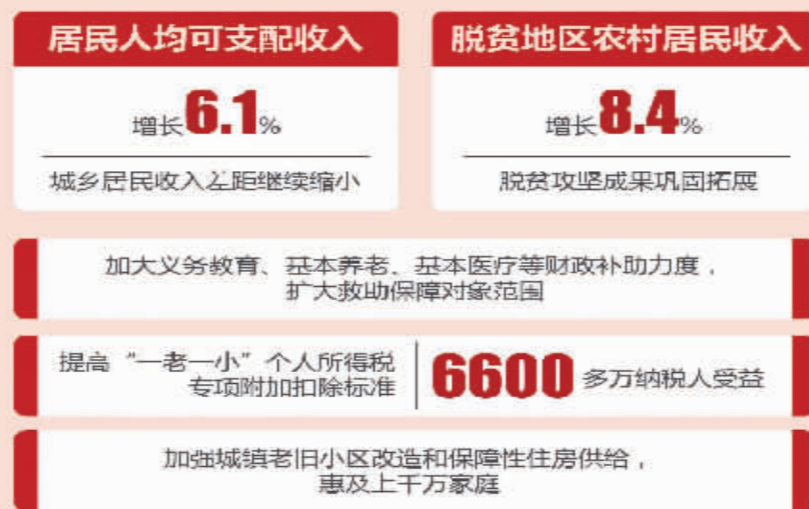 居民人均可支配收入
增长6.1%
城乡居民收入差距继续缩小
脱贫地区农村居民收入
增长8.4%
脱贫攻坚成果巩固拓展
加大义务教育、基本养老、基本医疗等财政补助力度，
扩大救助保障对象范围
提高“一老一小”个人所得税
专项附加扣除标准
6600多万纳税人受益
加强城镇老旧小区改造和保障性住房供给，
惠及上千万家庭